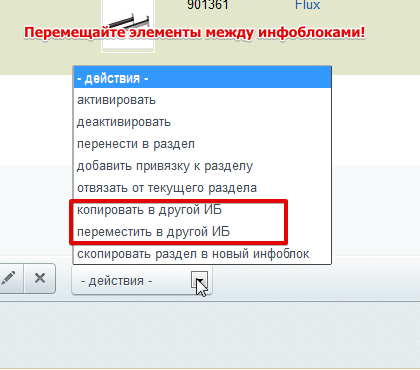 901361 Flux
Перемещайте элементы между инфоблоками!
- действия -
активировать
деактивировать
перенести в раздел
добавить привязку к разделу
отвязать от текущего раздела
копировать в другой ИБ
переместить в другой ИБ
скопировать раздел в новый инфоблок
- действия -